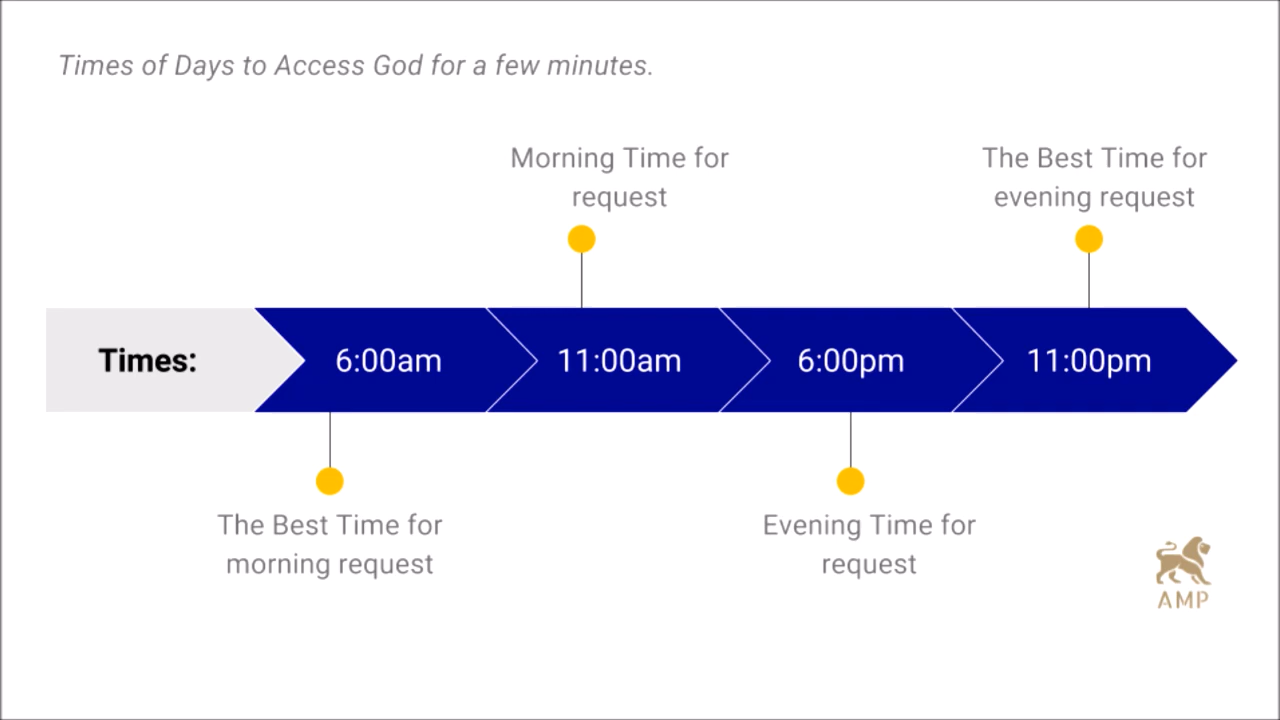 Times of Days to Access God for a few minutes.
Morning Time for
request
The Best Time for
evening request
Times:
6:00am
11:00am
6:00pm
11:00pm
The Best Time for
morning request
Evening Time for
request
AMP